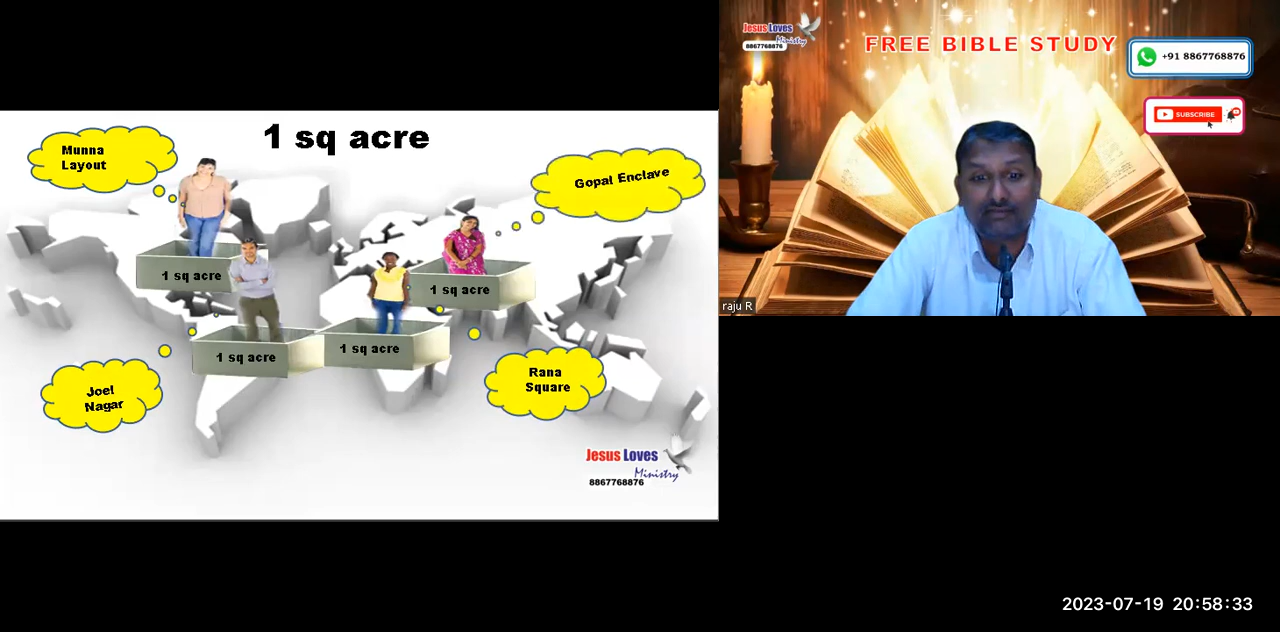 1 sq acre
Munna
Layout
Gopal Enclave
1 sq acre
1 sq acre
1 sq acre
1 sq acre
Joel
Nagar
Rana
Square
Jesus Loves
Ministry
8867768876
Jesus Loves
Ministry
8867768876
FREE BIBLE STUDY
+91 8867768876
SUBSCRIBE
raju R
2023-07-19 20:58:33